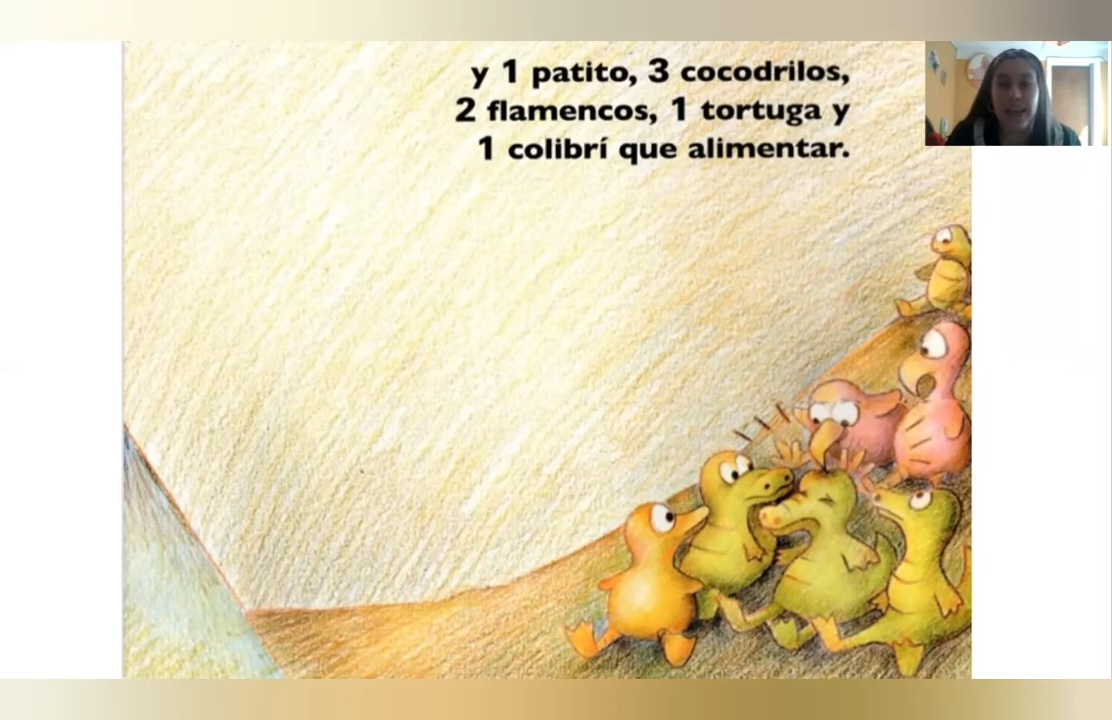 y 1 patito, 3 cocodrilos,
2 flamencos, 1 tortuga y
1 colibrí que alimentar.